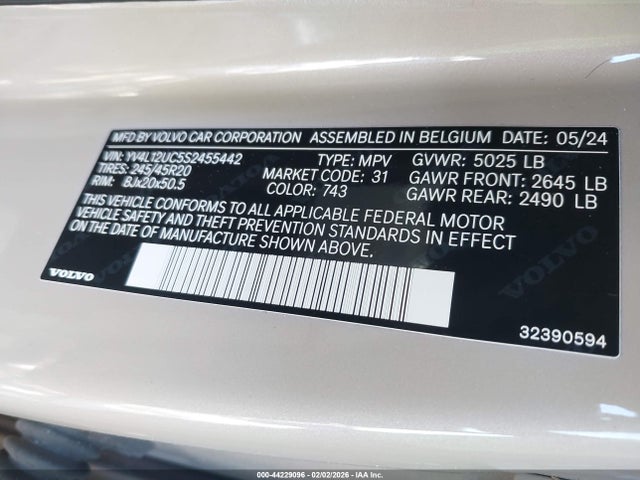 MFD BY VOLVO CAR CORPORATION ASSEMBLED IN BELGIUM DATE: 05/24
VIN: YV4L12UC5S2455442 TYPE: MPV GVWR: 5025 LB
TIRES: 245/45R20 MARKET CODE: 31 GAWR FRONT: 2645 LB
RIM: 8Jx20x50.5 COLOR: 743 GAWR REAR: 2490 LB
THIS VEHICLE CONFORMS TO ALL APPLICABLE FEDERAL MOTOR
VEHICLE SAFETY AND THEFT PREVENTION STANDARDS IN EFFECT
ON THE DATE OF MANUFACTURE SHOWN ABOVE.
VOLVO
VOLVO
32390594
000-44229096 - 02/02/2026 - IAA Inc.